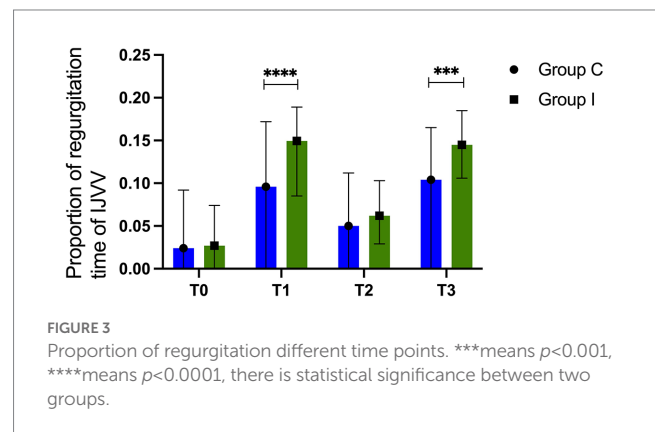 Proportion of regurgitation
time of IJVV
0.25
0.20
0.15
0.10
0.05
0.00
****
***
T0
T1
T2
T3
Group C
Group I
FIGURE 3
Proportion of regurgitation different time points. ***means p<0.001,
****means p<0.0001, there is statistical significance between two
groups.